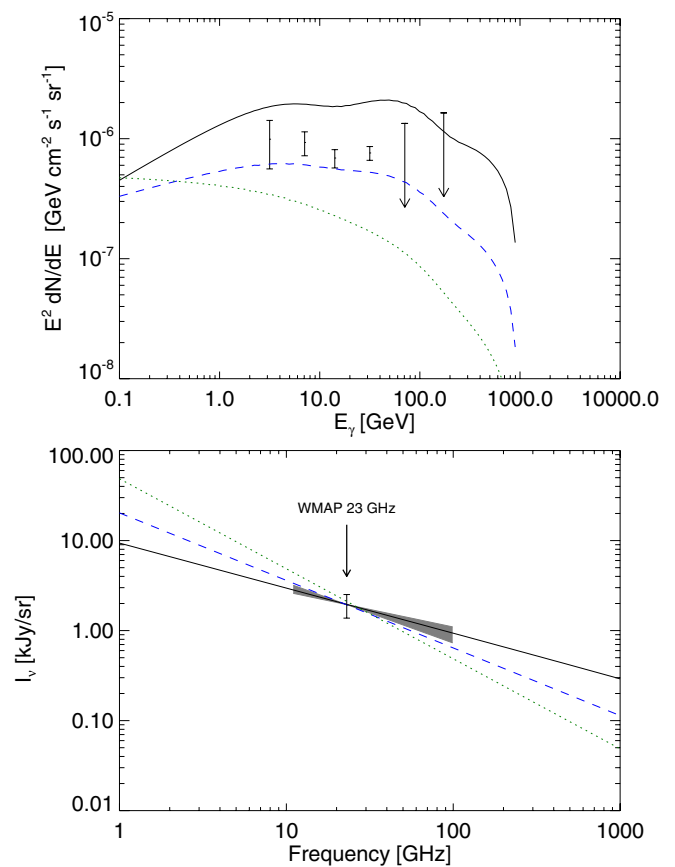 10⁻⁵
10⁻⁶
10⁻⁷
10⁻⁸
E² dN/dE [GeV cm⁻² s⁻¹ sr⁻¹]
0.1 1.0 10.0 100.0 1000.0 10000.0
Eᵧ [GeV]
100.00
10.00
1.00
0.10
0.01
I_ν [kJy/sr]
WMAP 23 GHz
1 10 100 1000
Frequency [GHz]